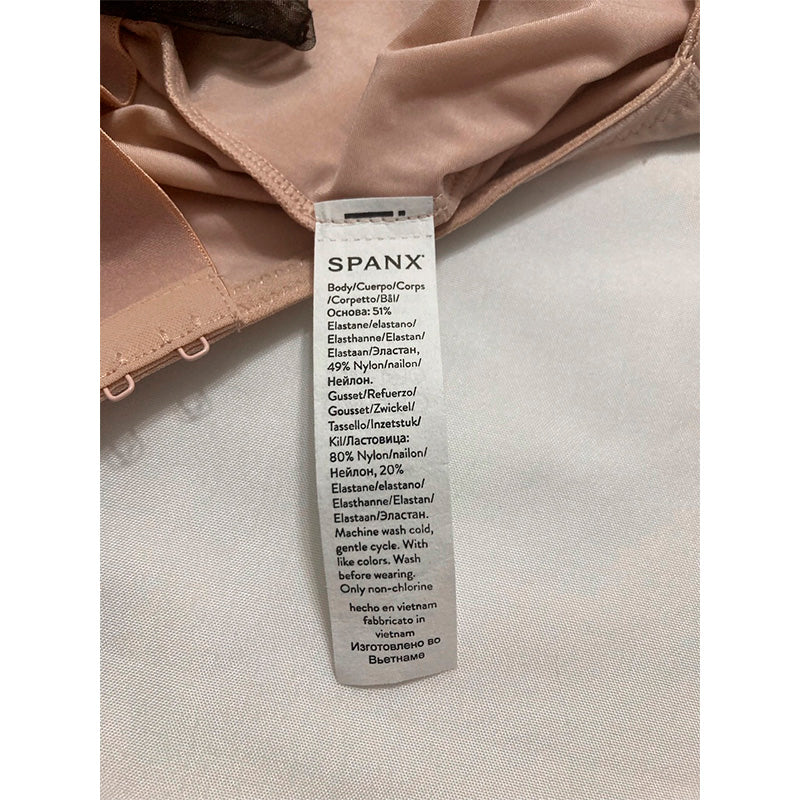 SPANX
Body/Cuerpo/Corps
/Corpetto/Bål/
Основа: 51%
Elastane/elastano/
Elasthanne/Elastan/
Elastaan/Эластан,
49% Nylon/nailon/
Нейлон.
Gusset/Refuerzo/
Gousset/Zwickel/
Tassello/Inzetstuk/
Kil/Ластовица:
80% Nylon/nailon/
Нейлон, 20%
Elastane/elastano/
Elasthanne/Elastan/
Elastaan/Эластан.
Machine wash cold,
gentle cycle. With
like colors. Wash
before wearing.
Only non-chlorine
hecho en vietnam
fabbricato in
vietnam
Изготовлено во
Вьетнаме